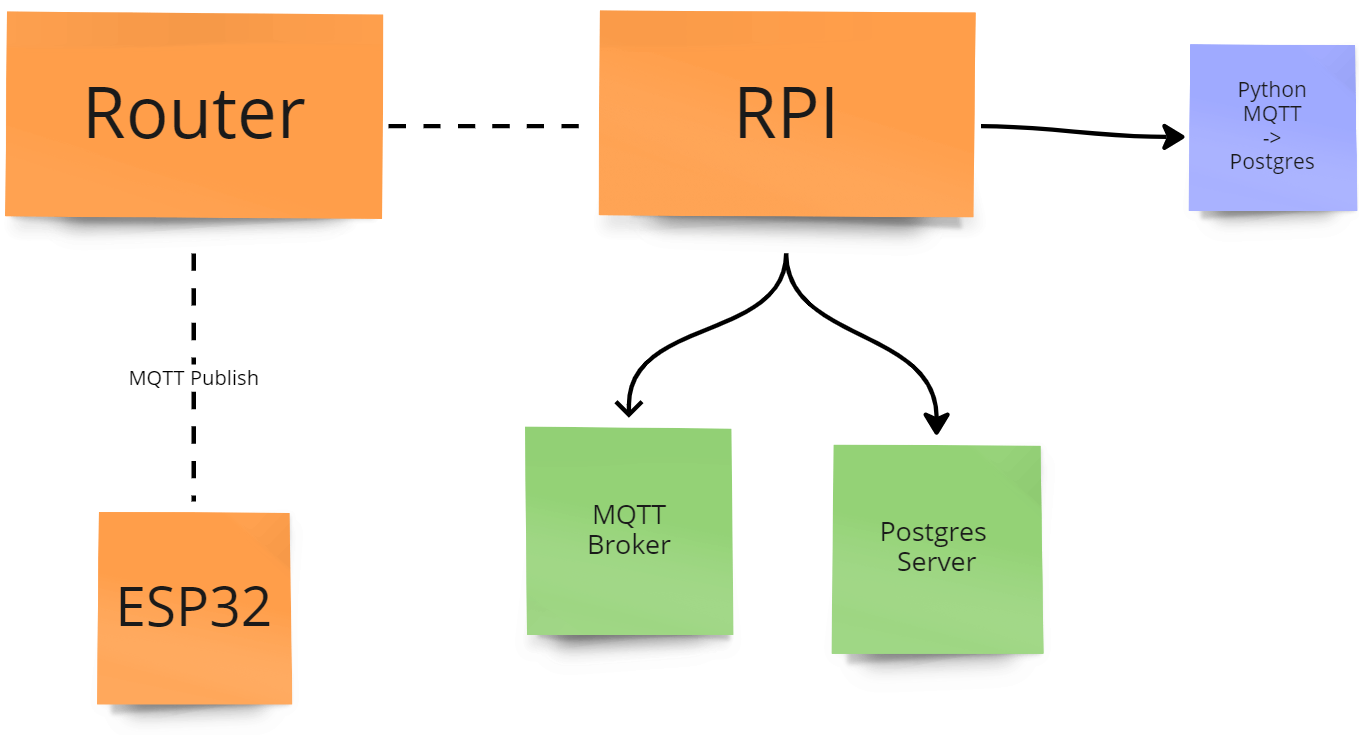 Router
RPI
Python
MQTT
->
Postgres
MQTT Publish
MQTT
Broker
Postgres
Server
ESP32